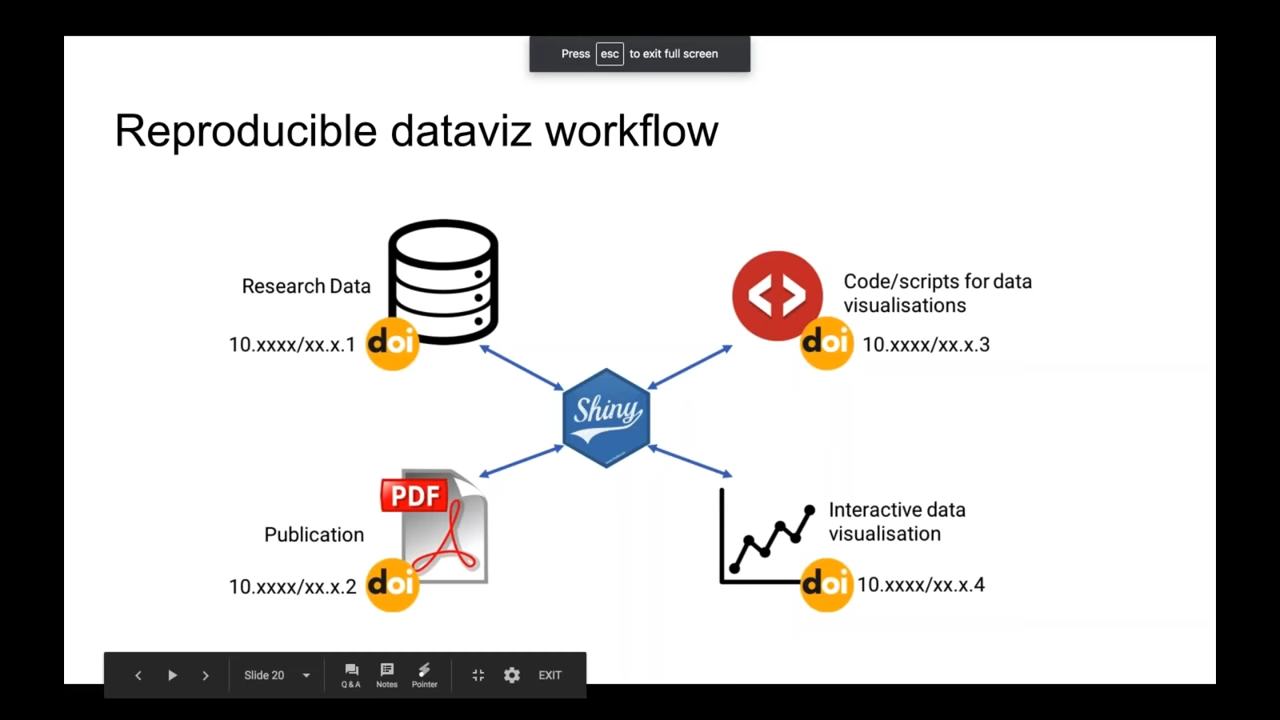 Press esc to exit full screen
Reproducible dataviz workflow
Research Data
10.xxxx/xx.x.1
doi
Code/scripts for data
visualisations
doi
10.xxxx/xx.x.3
Shiny
PDF
Publication
10.xxxx/xx.x.2
doi
Interactive data
visualisation
doi
10.xxxx/xx.x.4
Slide 20
Q & A
Notes
Pointer
EXIT